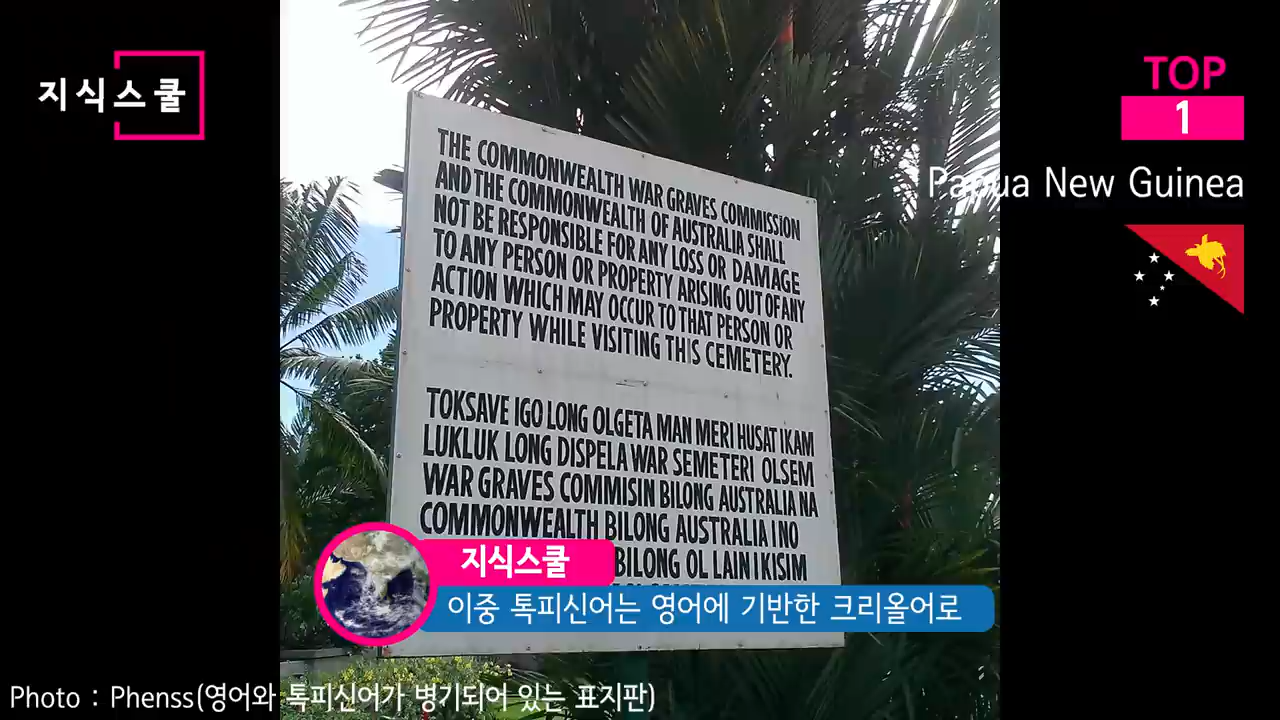 지식스쿨
TOP
1
Papua New Guinea
THE COMMONWEALTH WAR GRAVES COMMISSION
AND THE COMMONWEALTH OF AUSTRALIA SHALL
NOT BE RESPONSIBLE FOR ANY LOSS OR DAMAGE
TO ANY PERSON OR PROPERTY ARISING OUT OF ANY
ACTION WHICH MAY OCCUR TO THAT PERSON OR
PROPERTY WHILE VISITING THIS CEMETERY.
TOKSAVE IGO LONG OLGETA MAN MERI HUSAT IKAM
LUKLUK LONG DISPELA WAR SEMETERI OLSEM
WAR GRAVES COMMISIN BILONG AUSTRALIA NA
COMMONWEALTH BILONG AUSTRALIA I NO
BILONG OL LAIN I KISIM
지식스쿨
이중 톡피신어는 영어에 기반한 크리올어로
Photo : Phenss(영어와 톡피신어가 병기되어 있는 표지판)